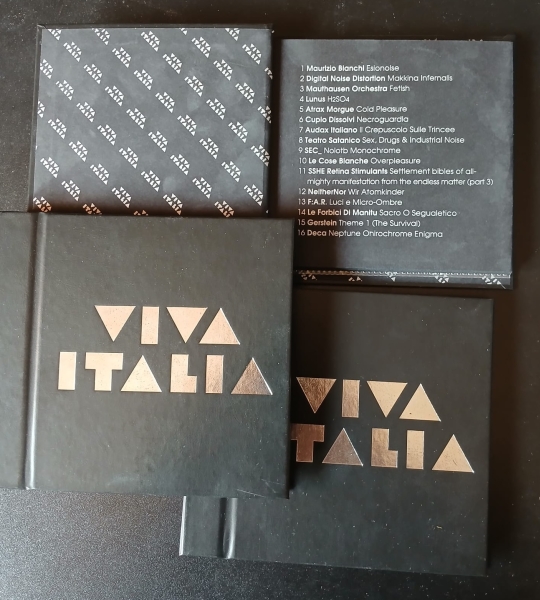 VIVA
ITALIA
1 Maurizio Bianchi Esionoise
2 Digital Noise Distortion Makkina Infernalis
3 Mauthausen Orchestra Fetish
4 Lunus H2SO4
5 Atrax Morgue Cold Pleasure
6 Cupio Dissolvi Necroguardia
7 Audax Italiano Il Crepuscolo Sulle Trincee
8 Teatro Satanico Sex, Drugs & Industrial Noise
9 SEC_ Nolotb Monochrome
10 Le Cose Bianche Overpleasure
11 SSHE Retina Stimulants Settlement bibles of all-
mighty manifestation from the endless matter (part 3)
12 NeitherNor Wir Atomkinder
13 F:A.R. Luci e Micro-Ombre
14 Le Forbici Di Manitu Sacro O Segualetico
15 Gerstein Theme 1 (The Survival)
16 Deca Neptune Ohirochrome Enigma
VIVA
ITALIA
VIVA
TALIA